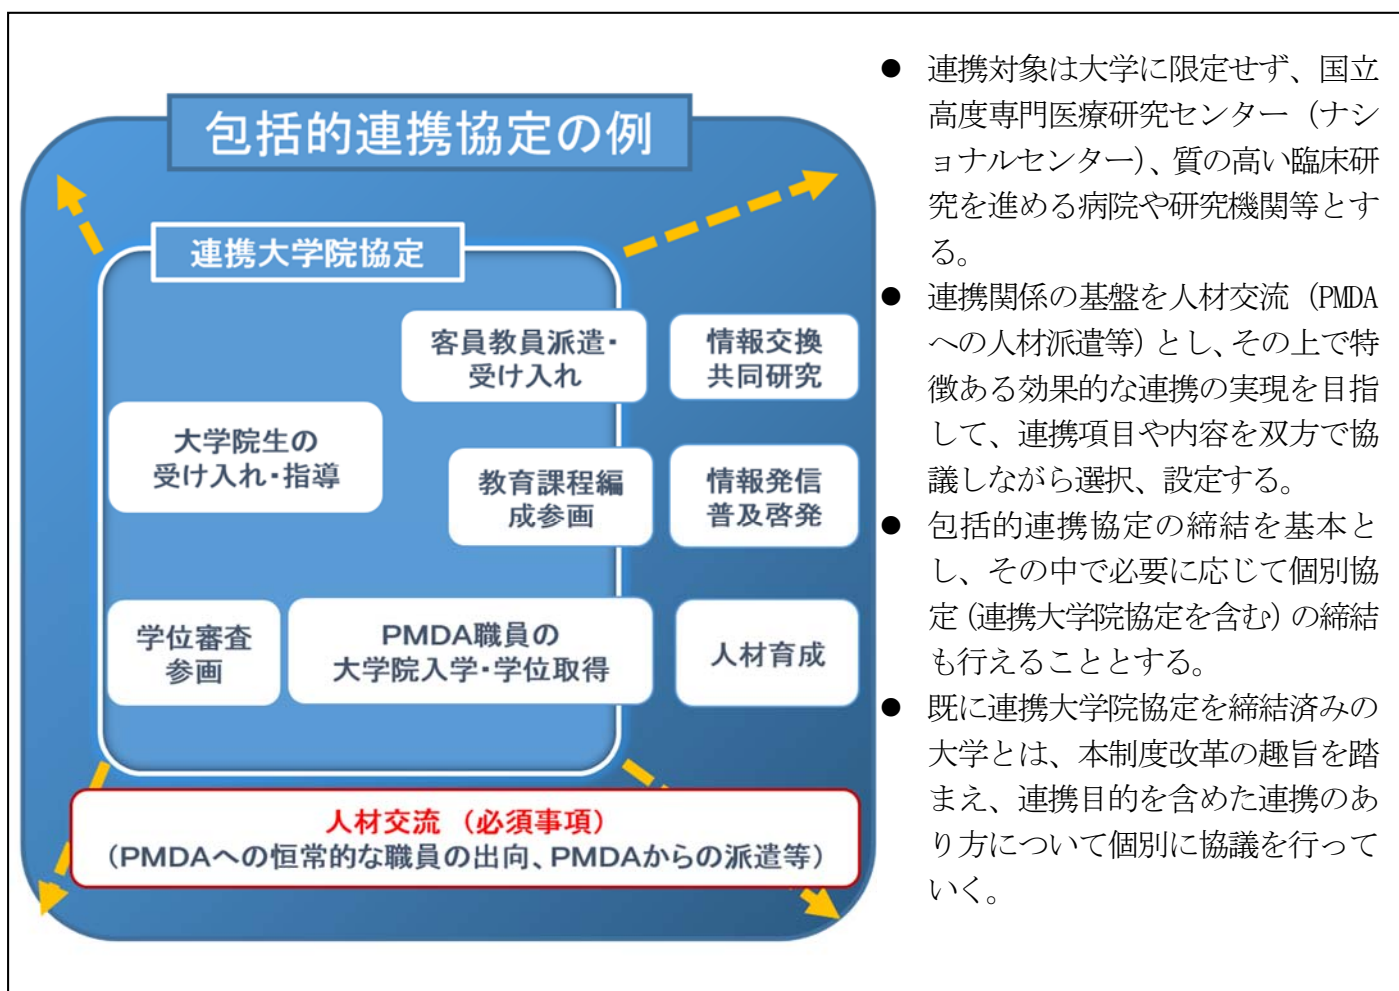 包括的連携協定の例
連携大学院協定
客員教員派遣・
受け入れ
情報交換
共同研究
大学院生の
受け入れ・指導
教育課程編
成参画
情報発信
普及啓発
学位審査
参画
PMDA職員の
大学院入学・学位取得
人材育成
人材交流（必須事項）
（PMDAへの恒常的な職員の出向、PMDAからの派遣等）
● 連携対象は大学に限定せず、国立
高度専門医療研究センター（ナシ
ョナルセンター）、質の高い臨床研
究を進める病院や研究機関等とす
る。
● 連携関係の基盤を人材交流（PMDA
への人材派遣等）とし、その上で特
徴ある効果的な連携の実現を目指
して、連携項目や内容を双方で協
議しながら選択、設定する。
● 包括的連携協定の締結を基本と
し、その中で必要に応じて個別協
定（連携大学院協定を含む）の締結
も行えることとする。
● 既に連携大学院協定を締結済みの
大学とは、本制度改革の趣旨を踏
まえ、連携目的を含めた連携のあ
り方について個別に協議を行って
いく。